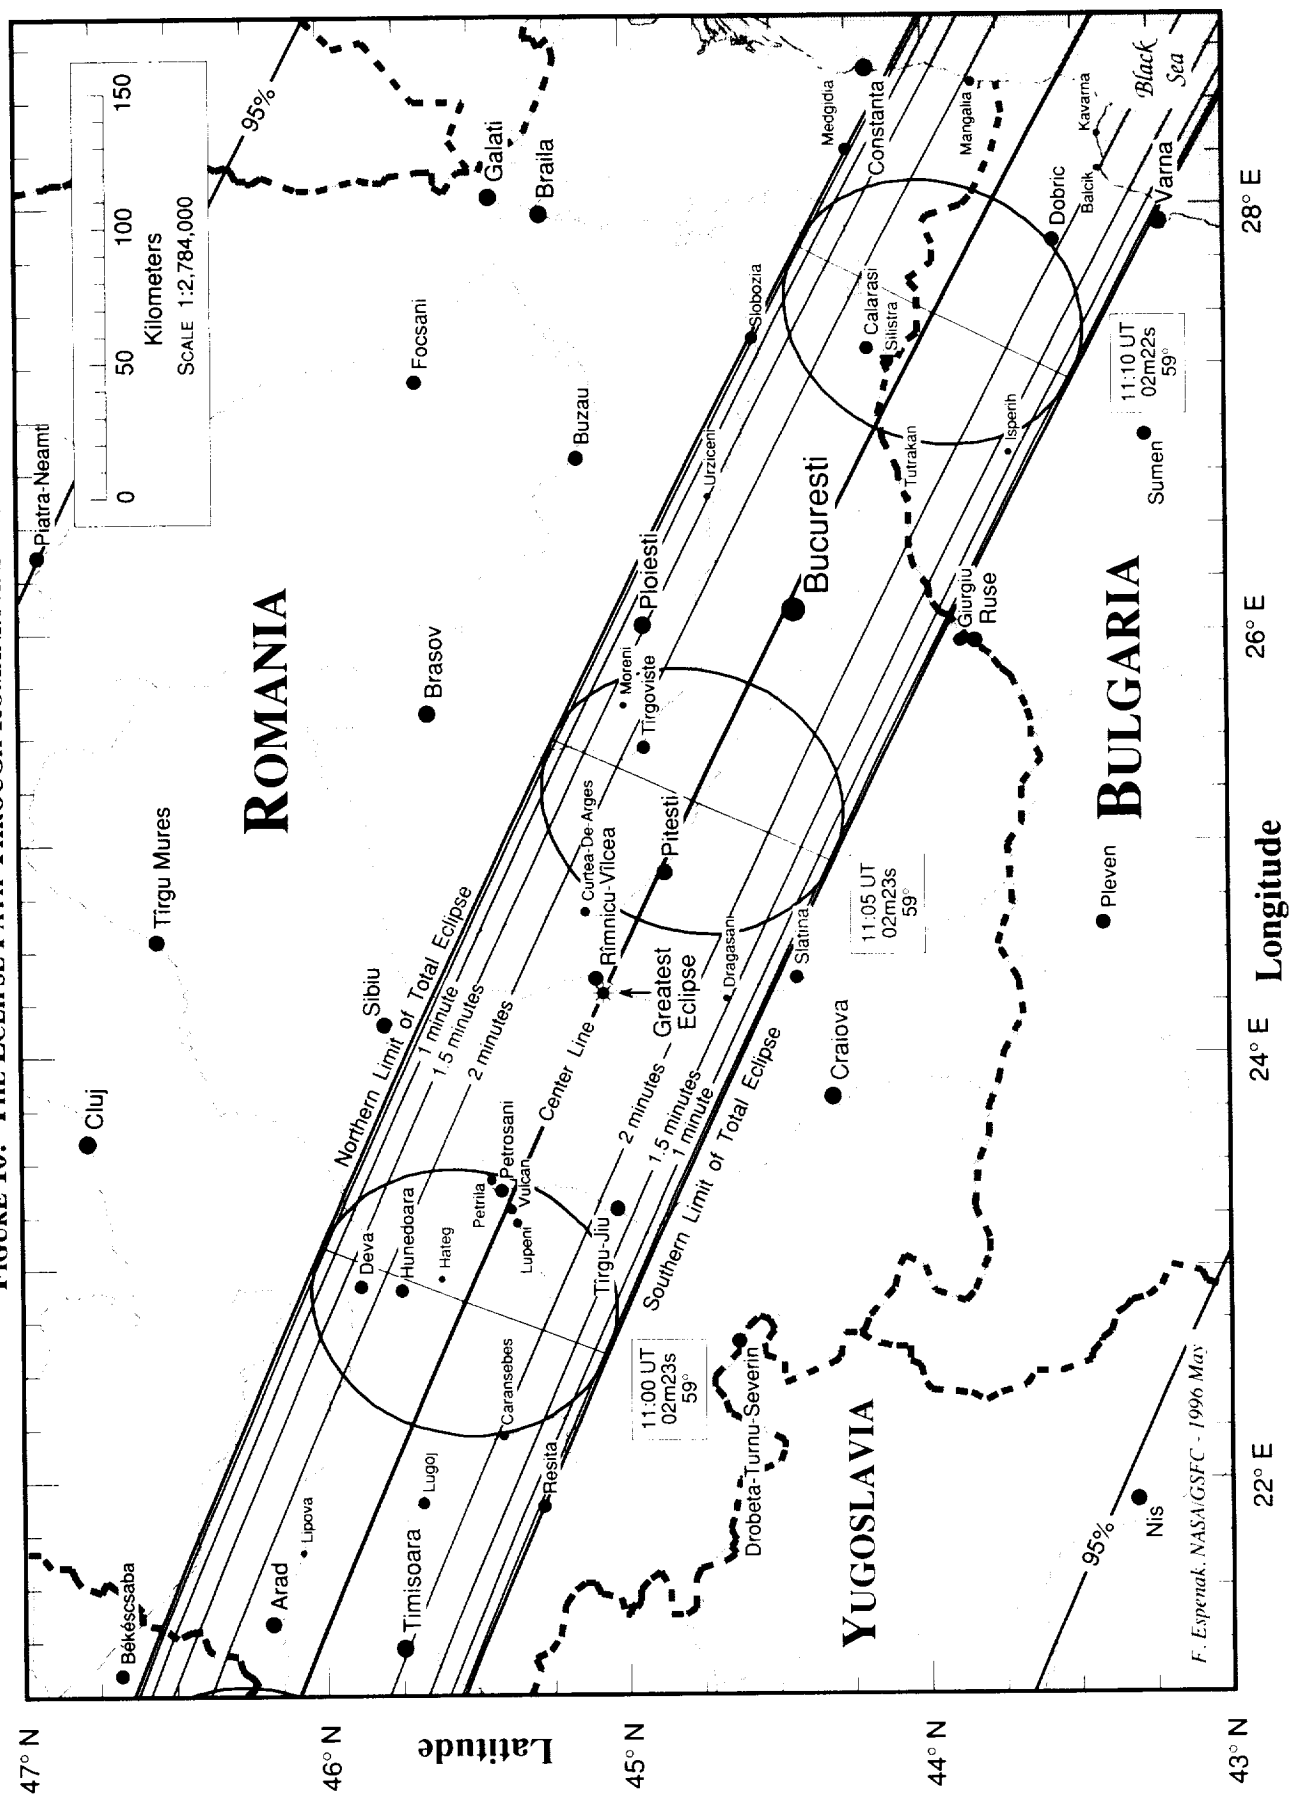 FIGURE 10: THE ECLIPSE PATH THROUGH
95%
0 50 100 150
Kilometers
SCALE 1:2,784,000
Piatra-Neamti
Cluj
Tirgu Mures
Focsani
Galati
Braila
ROMANIA
Sibiu
Brasov
Buzau
Békéscsaba
Arad
Lipova
Timisoara
Lugoj
Deva
Hunedoara
Hateg
Petrila
Petrosani
Vulcan
Lupeni
Caransebes
Resita
Tirgu-Jiu
Northern Limit of Total Eclipse
1 minute
1.5 minutes
2 minutes
Center Line
Rimnicu-Vilcea
Greatest
Eclipse
Curtea-De-Arges
Pitesti
Dragasani
Slatina
2 minutes
1.5 minutes
1 minute
Southern Limit of Total Eclipse
Moreni
Tirgoviste
Ploiesti
Urziceni
Slobozia
Bucuresti
Calarasi
Silistra
Tutrakan
Isperih
Giurgiu
Ruse
Medgidia
Constanta
Mangalia
Dobric
Balcik
Kavarna
Varna
Black
Sea
11:00 UT
02m23s
59°
11:05 UT
02m23s
59°
11:10 UT
02m22s
59°
Craiova
Drobeta-Turnu-Severin
YUGOSLAVIA
BULGARIA
Pleven
Sumen
Nis
95%
F. Espenak, NASA/GSFC - 1996 May
47° N
46° N
45° N
44° N
43° N
Latitude
22° E
24° E
26° E
28° E
Longitude